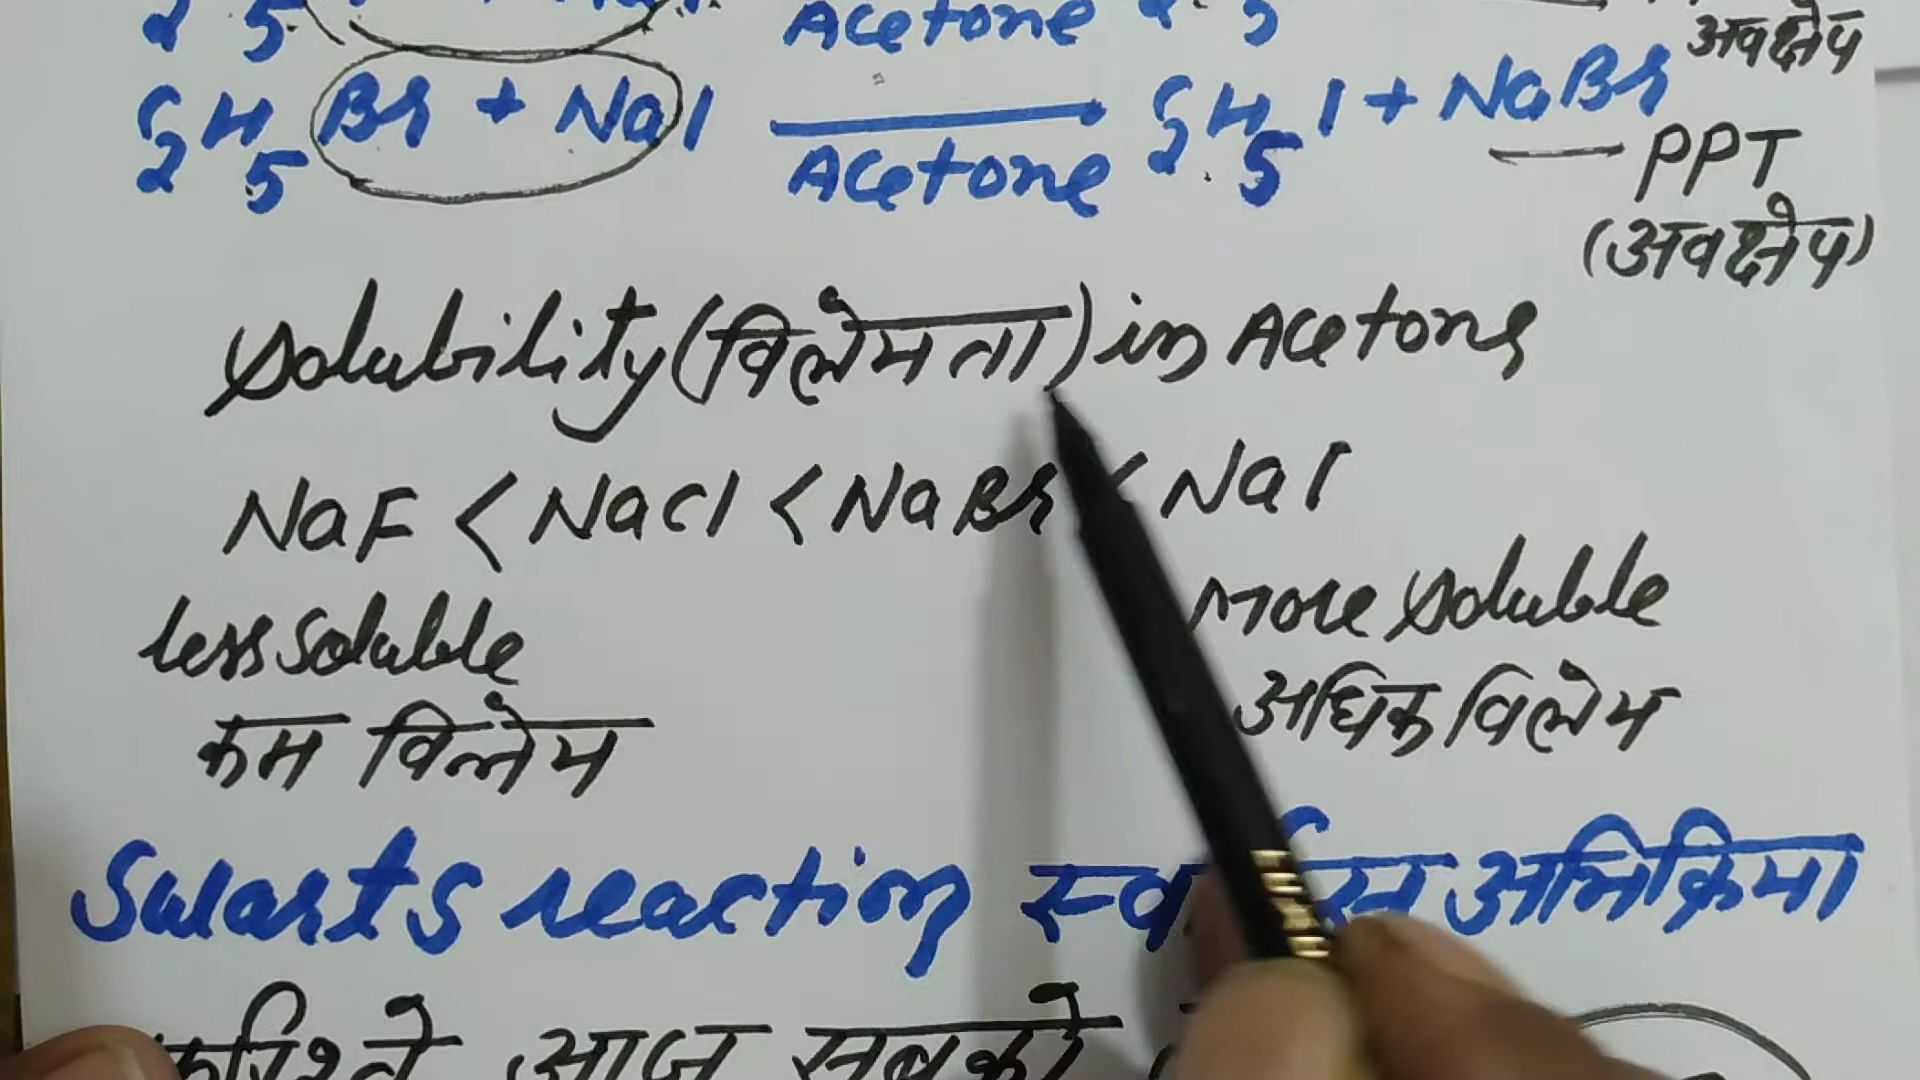 Acetone
अवक्षेप
C2H5Br + NaI Acetone C2H5I + NaBr
PPT
(अवक्षेप)
Solubility (विलेयता) in Acetone
NaF < NaCl < NaBr < NaI
less soluble more soluble
कम विलेय अधिक विलेय
Swarts reaction अभिक्रिया
आज सबको